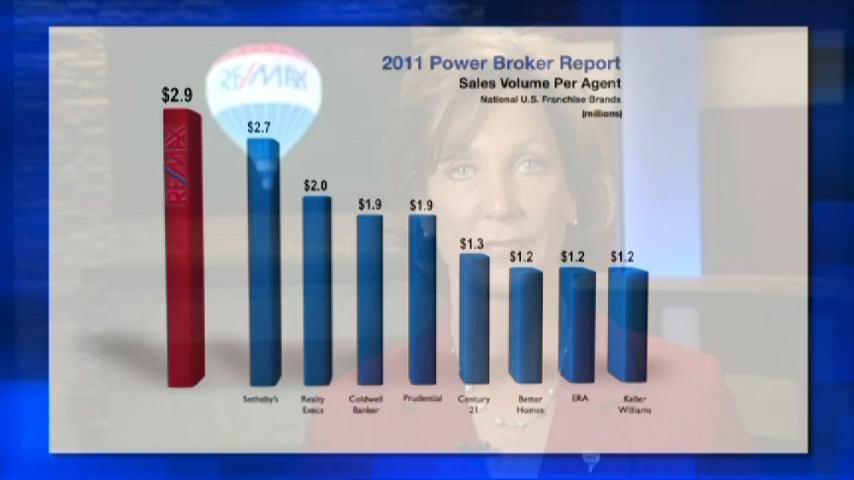 2011 Power Broker Report
Sales Volume Per Agent
National U.S. Franchise Brands
(millions)
RE/MAX
$2.9
$2.7
$2.0
$1.9
$1.9
$1.3
$1.2
$1.2
$1.2
RE/MAX
Sotheby's
Realty
Execs
Coldwell
Banker
Prudential
Century
21
Better
Homes
ERA
Keller
Williams